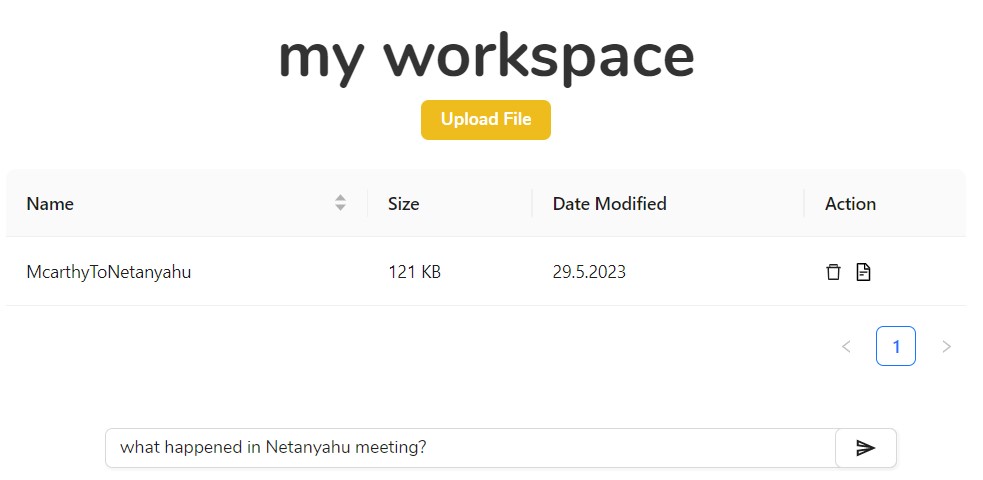 my workspace
Upload File
Name Size Date Modified Action
McarthyToNetanyahu 121 KB 29.5.2023
1
what happened in Netanyahu meeting?